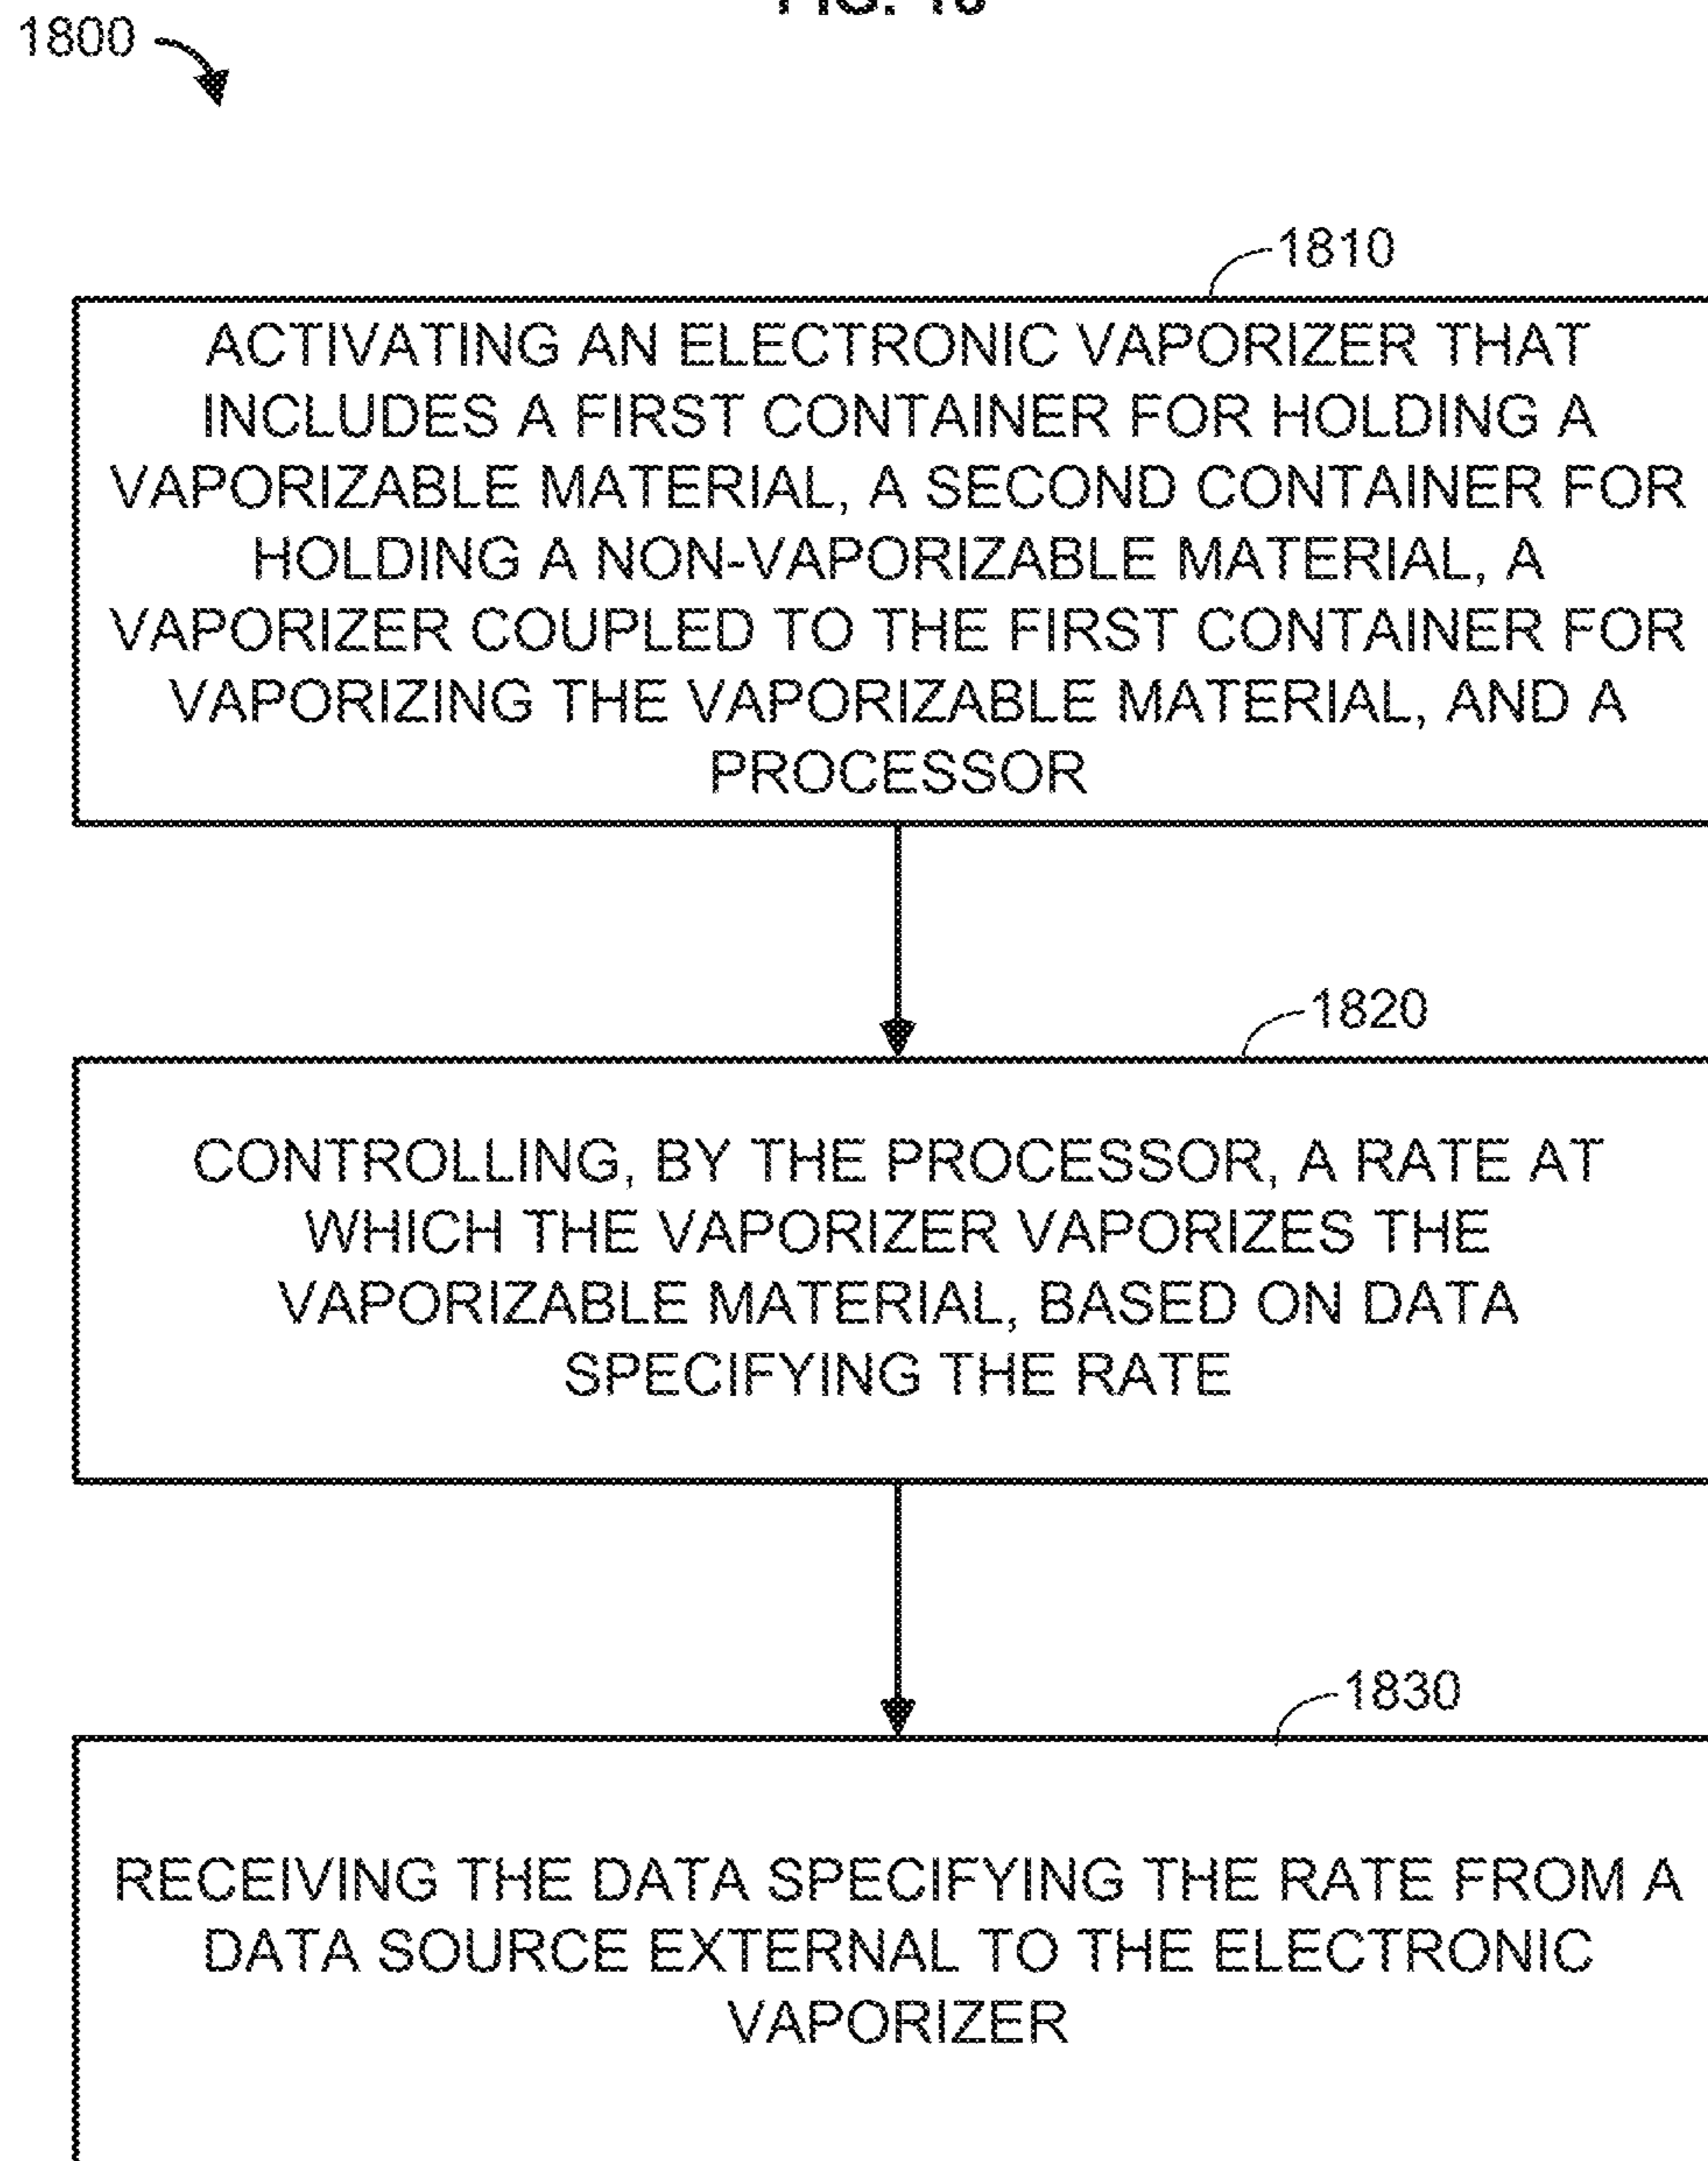 1800
1810
ACTIVATING AN ELECTRONIC VAPORIZER THAT
INCLUDES A FIRST CONTAINER FOR HOLDING A
VAPORIZABLE MATERIAL, A SECOND CONTAINER FOR
HOLDING A NON-VAPORIZABLE MATERIAL, A
VAPORIZER COUPLED TO THE FIRST CONTAINER FOR
VAPORIZING THE VAPORIZABLE MATERIAL, AND A
PROCESSOR
1820
CONTROLLING, BY THE PROCESSOR, A RATE AT
WHICH THE VAPORIZER VAPORIZES THE
VAPORIZABLE MATERIAL, BASED ON DATA
SPECIFYING THE RATE
1830
RECEIVING THE DATA SPECIFYING THE RATE FROM A
DATA SOURCE EXTERNAL TO THE ELECTRONIC
VAPORIZER